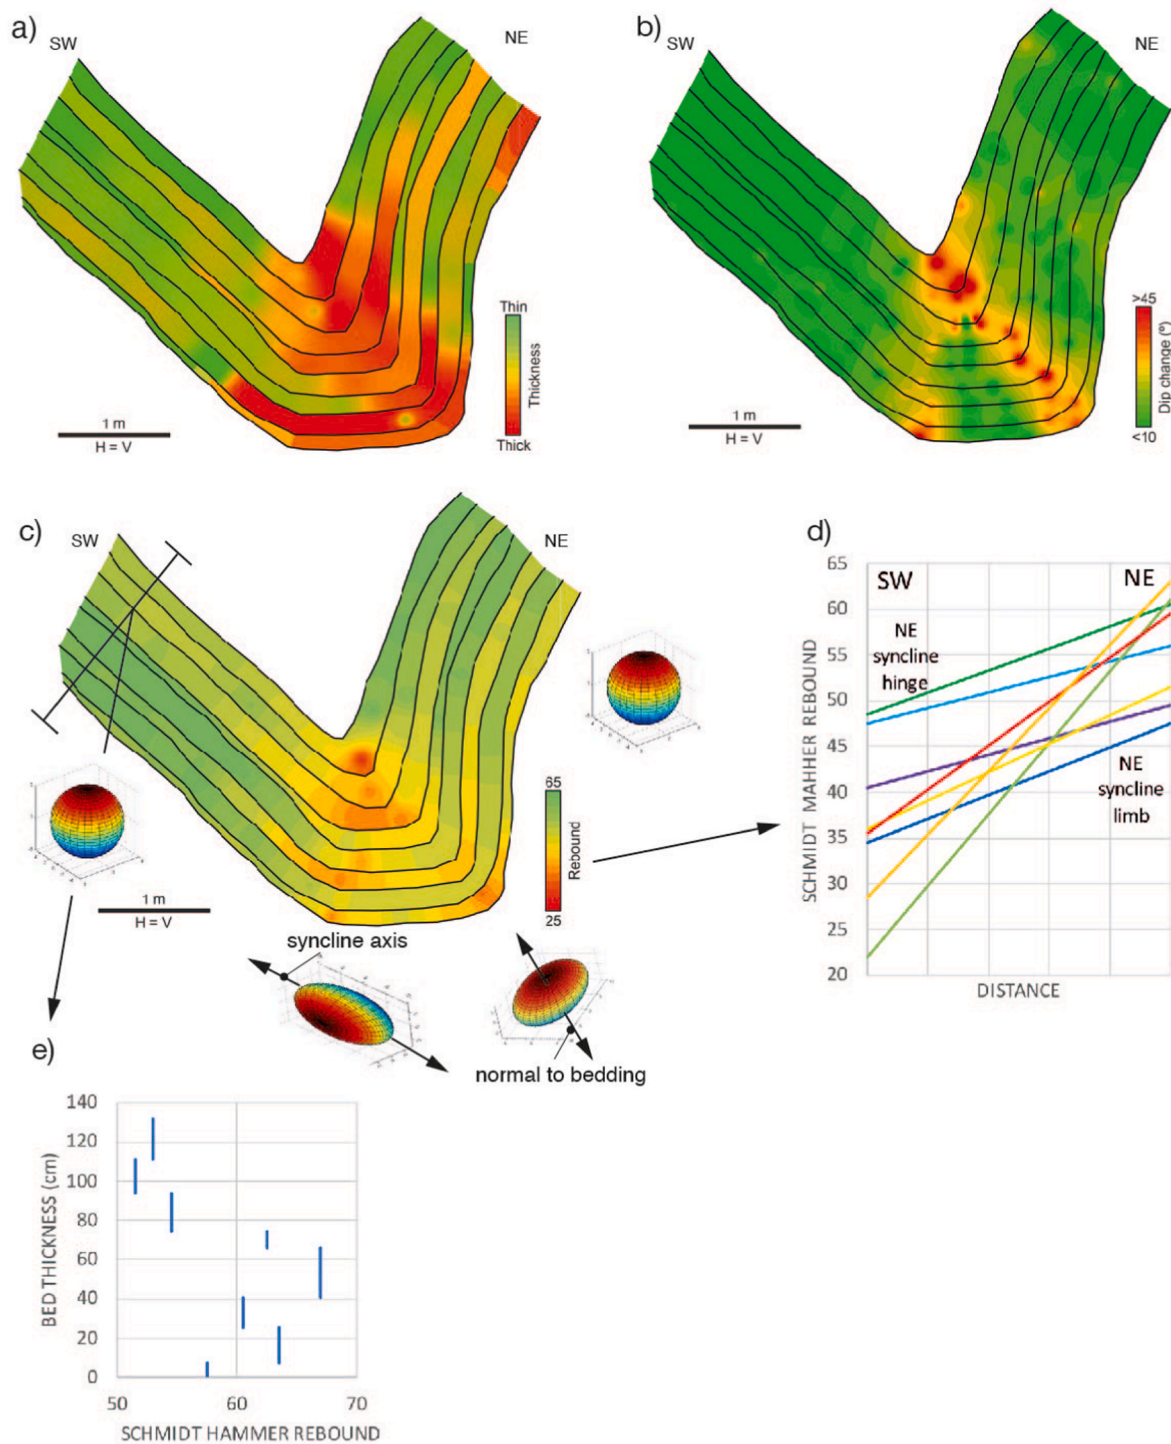 a)
SW
NE
Thin
Thickness
Thick
1 m
H = V
b)
SW
NE
>45
Dip change (º)
<10
1 m
H = V
c)
SW
NE
65
Rebound
25
1 m
H = V
syncline axis
normal to bedding
d)
65
60
55
50
45
40
35
30
25
20
SCHMIDT MAHHER REBOUND
SW
NE
NE
syncline
hinge
NE
syncline
limb
DISTANCE
e)
140
120
100
80
60
40
20
0
BED THICKNESS (cm)
50
60
70
SCHMIDT HAMMER REBOUND